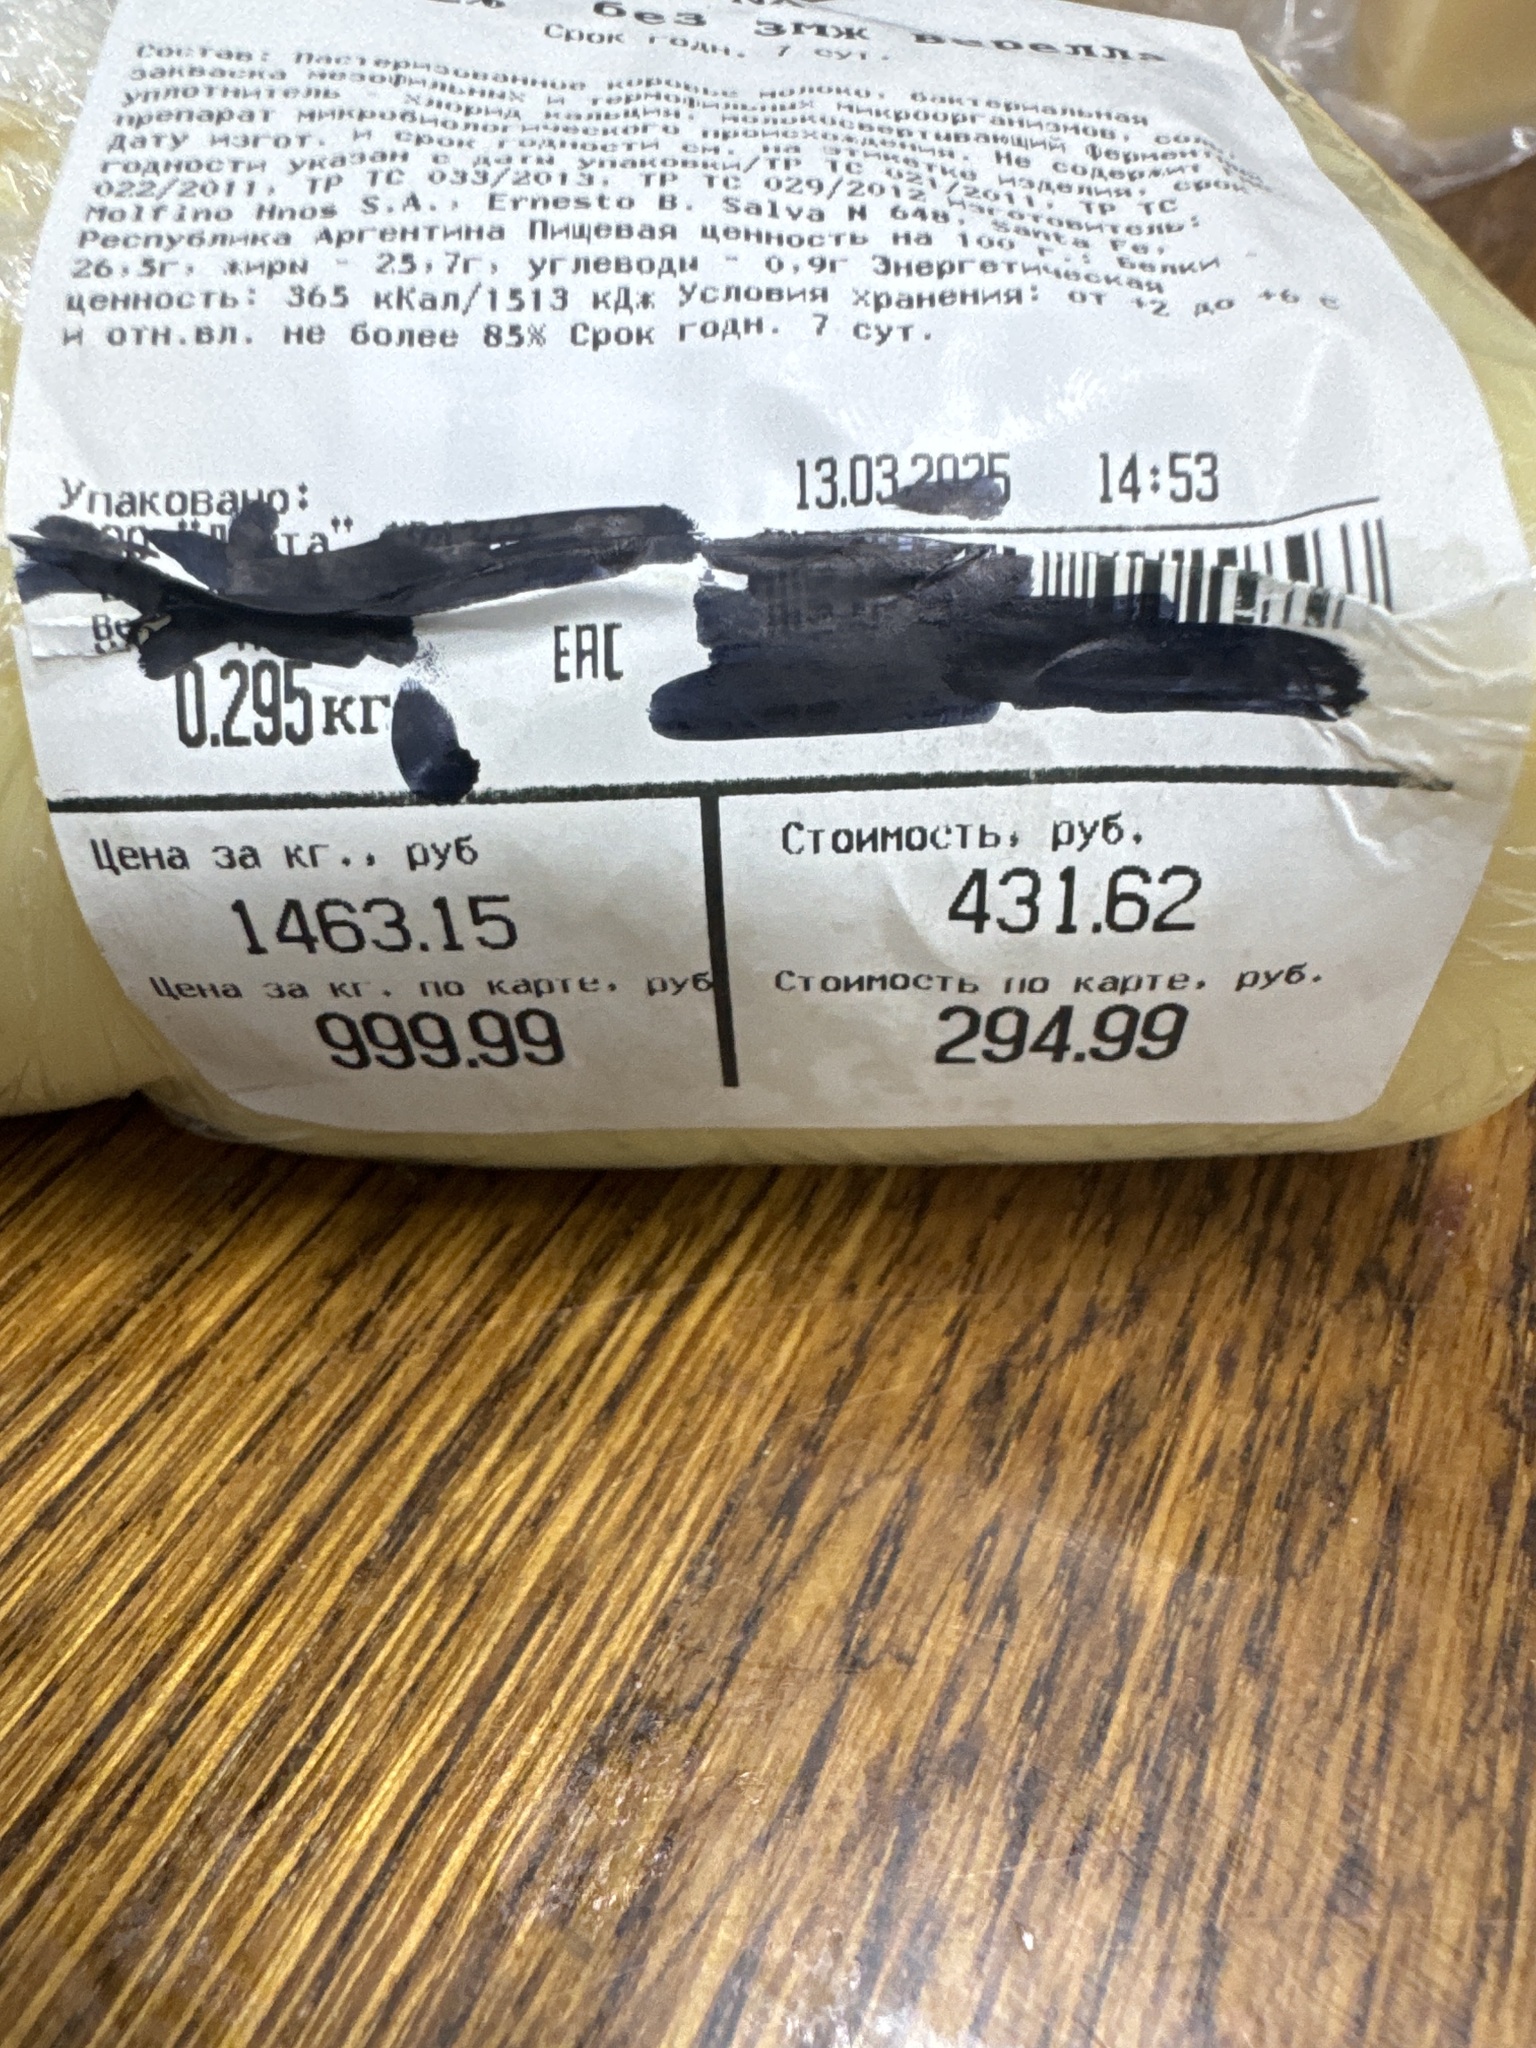 без змж Верелла
Срок годн. 7 сут.
Состав: Пастеризованное коровье молоко, бактериальная
закваска мезофильных и термофильных микроорганизмов,
уплотнитель - хлорид кальция, молокосвертывающий фермент
препарат микробиологического происхождения. Не содержит
дату изгот. и срок годности см. на этикетке изделия, срок
годности указан с даты упаковки/ТР ТС 021/2011, ТР ТС
022/2011, ТР ТС 033/2013, ТР ТС 029/2012 Изготовитель:
Molfino Hnos S.A., Ernesto B. Salva N 648, Santa Fe,
Республика Аргентина Пищевая ценность на 100 г.: Белки -
26,5г, жиры - 25,7г, углеводы - 0,9г Энергетическая
ценность: 365 кКал/1513 кДж Условия хранения: от +2 до +6 С
и отн.вл. не более 85% Срок годн. 7 сут.
Упаковано: 13.03.2025 14:53
0.295кг EAC
Цена за кг., руб Стоимость, руб.
1463.15 431.62
Цена за кг. по карте, руб Стоимость по карте, руб.
999.99 294.99